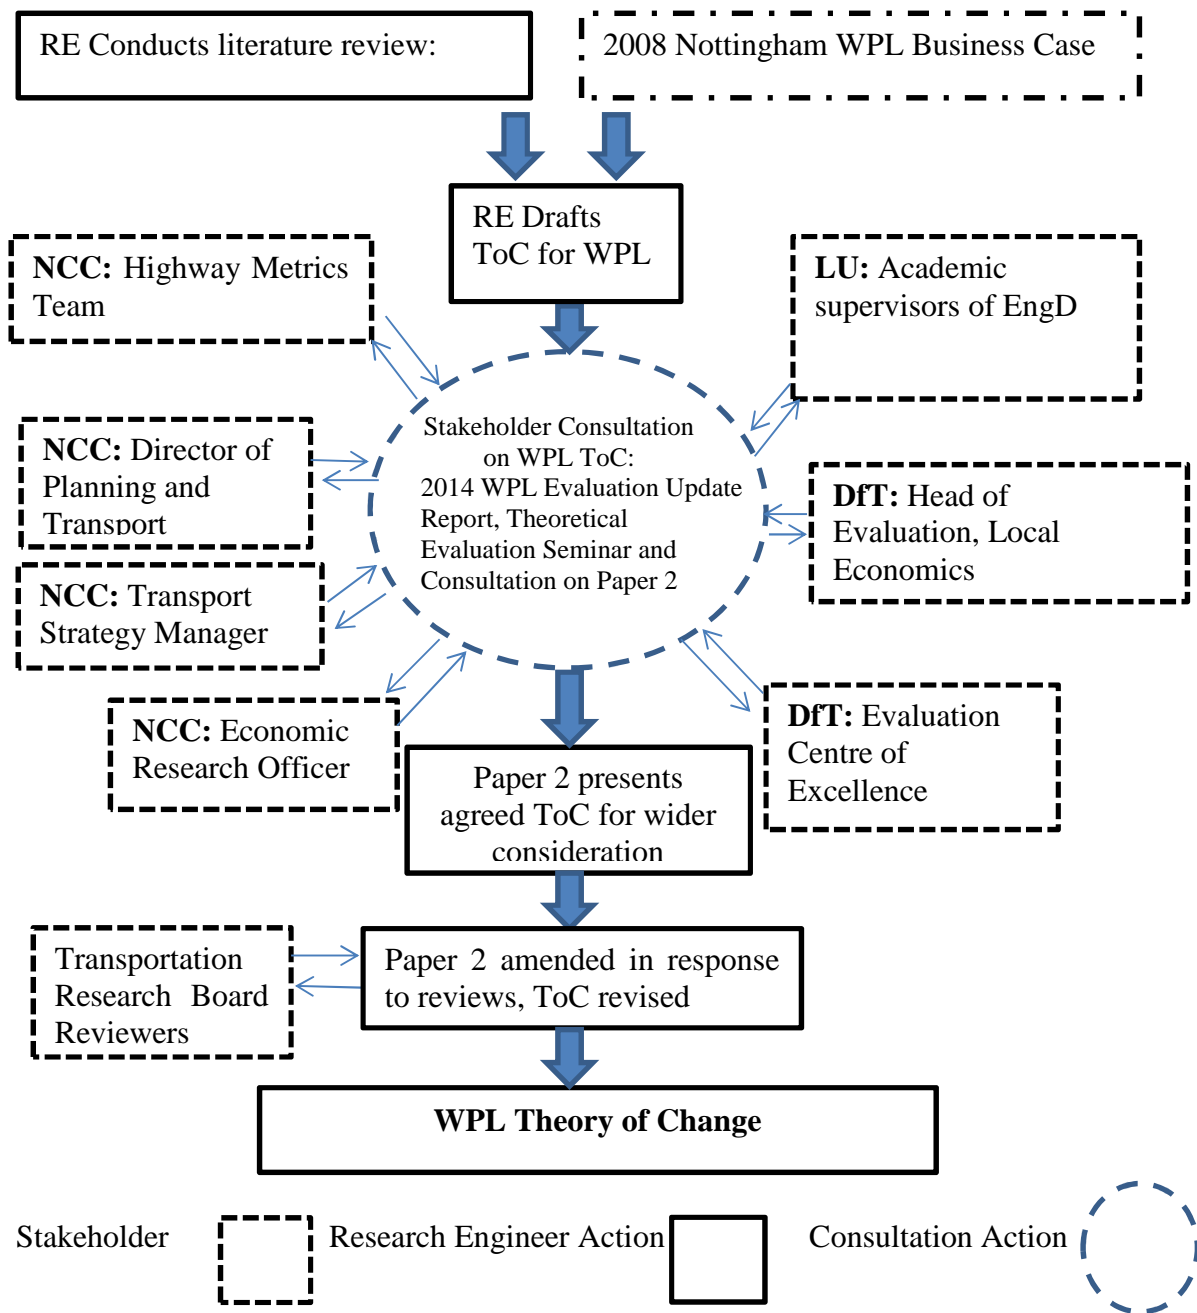 RE Conducts literature review:
2008 Nottingham WPL Business Case
RE Drafts
ToC for WPL
NCC: Highway Metrics
Team
LU: Academic
supervisors of EngD
NCC: Director of
Planning and
Transport
Stakeholder Consultation
on WPL ToC:
2014 WPL Evaluation Update
Report, Theoretical
Evaluation Seminar and
Consultation on Paper 2
DfT: Head of
Evaluation, Local
Economics
NCC: Transport
Strategy Manager
NCC: Economic
Research Officer
DfT: Evaluation
Centre of
Excellence
Paper 2 presents
agreed ToC for wider
consideration
Transportation
Research Board
Reviewers
Paper 2 amended in response
to reviews, ToC revised
WPL Theory of Change
Stakeholder
Research Engineer Action
Consultation Action